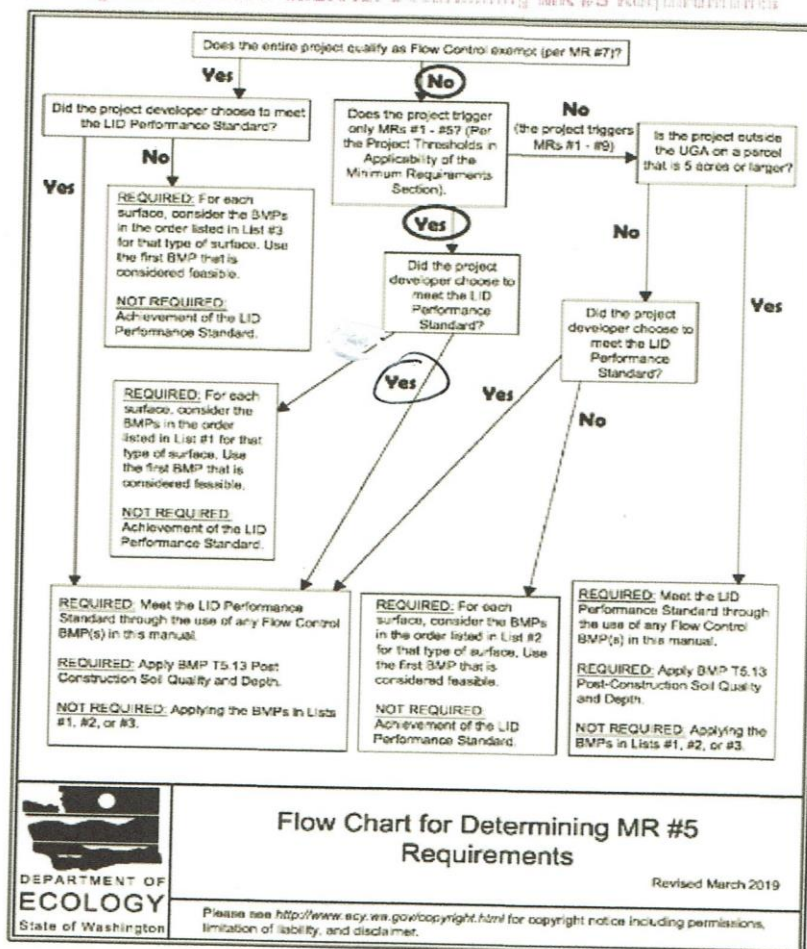 Does the entire project qualify as Flow Control exempt (per MR #7)?
Yes
No
Did the project developer choose to meet
the LID Performance Standard?
Does the project trigger
only MRs #1 - #5? (Per
the Project Thresholds in
Applicability of the
Minimum Requirements
Section).
No
(the project triggers
MRs #1 - #9)
Is the project outside
the UGA on a parcel
that is 5 acres or larger?
Yes
No
REQUIRED: For each
surface, consider the BMPs
in the order listed in List #3
for that type of surface. Use
the first BMP that is
considered feasible.
NOT REQUIRED:
Achievement of the LID
Performance Standard.
Yes
No
Yes
Did the project
developer choose to
meet the LID
Performance
Standard?
Did the project
developer choose to
meet the LID
Performance
Standard?
Yes
Yes
No
REQUIRED: For each
surface, consider the
BMPs in the order
listed in List #1 for that
type of surface. Use
the first BMP that is
considered feasible.
NOT REQUIRED:
Achievement of the LID
Performance Standard.
REQUIRED: Meet the LID Performance
Standard through the use of any Flow Control
BMP(s) in this manual.
REQUIRED: Apply BMP T5.13 Post
Construction Soil Quality and Depth.
NOT REQUIRED: Applying the BMPs in Lists
#1, #2, or #3.
REQUIRED: For each
surface, consider the BMPs
in the order listed in List #2
for that type of surface. Use
the first BMP that is
considered feasible.
NOT REQUIRED:
Achievement of the LID
Performance Standard.
REQUIRED: Meet the LID
Performance Standard through
the use of any Flow Control
BMP(s) in this manual.
REQUIRED: Apply BMP T5.13
Post-Construction Soil Quality
and Depth.
NOT REQUIRED: Applying the
BMPs in Lists #1, #2, or #3.
DEPARTMENT OF
ECOLOGY
State of Washington
Flow Chart for Determining MR #5
Requirements
Revised March 2019
Please see http://www.ecy.wa.gov/copyright.html for copyright notice including permissions,
limitation of liability, and disclaimer.